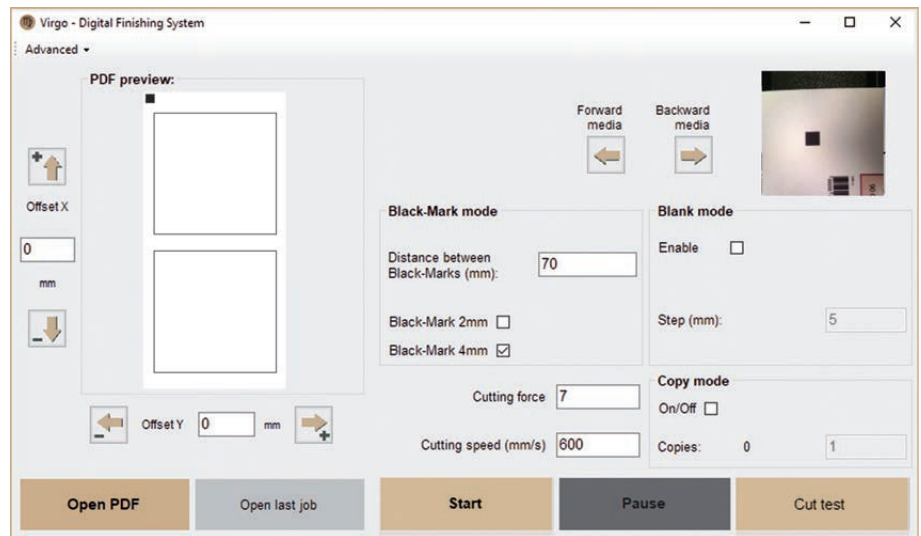 Virgo - Digital Finishing System
Advanced
PDF preview:
Forward
media
Backward
media
+
Offset X
0
mm
-
Black-Mark mode
Distance between
Black-Marks (mm):
70
Black-Mark 2mm
Black-Mark 4mm
Blank mode
Enable
Step (mm):
5
-
Offset Y
0
mm
+
Cutting force
7
Cutting speed (mm/s)
600
Copy mode
On/Off
Copies:
0
1
Open PDF
Open last job
Start
Pause
Cut test